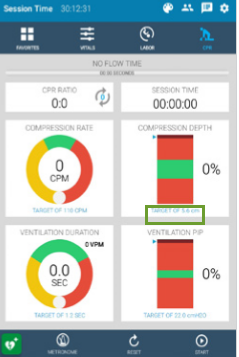 Session Time 30:12:31
FAVORITES VITALS LABOR CPR
NO FLOW TIME
00.00 SECONDS
CPR RATIO
0:0
SESSION TIME
00:00:00
COMPRESSION RATE
0
CPM
TARGET OF 110 CPM
COMPRESSION DEPTH
0%
TARGET OF 5.6 cm
VENTILATION DURATION
0 VPM
0.0
SEC
TARGET OF 1.2 SEC
VENTILATION PIP
0%
TARGET OF 22.0 cmH2O
METRONOME RESET START